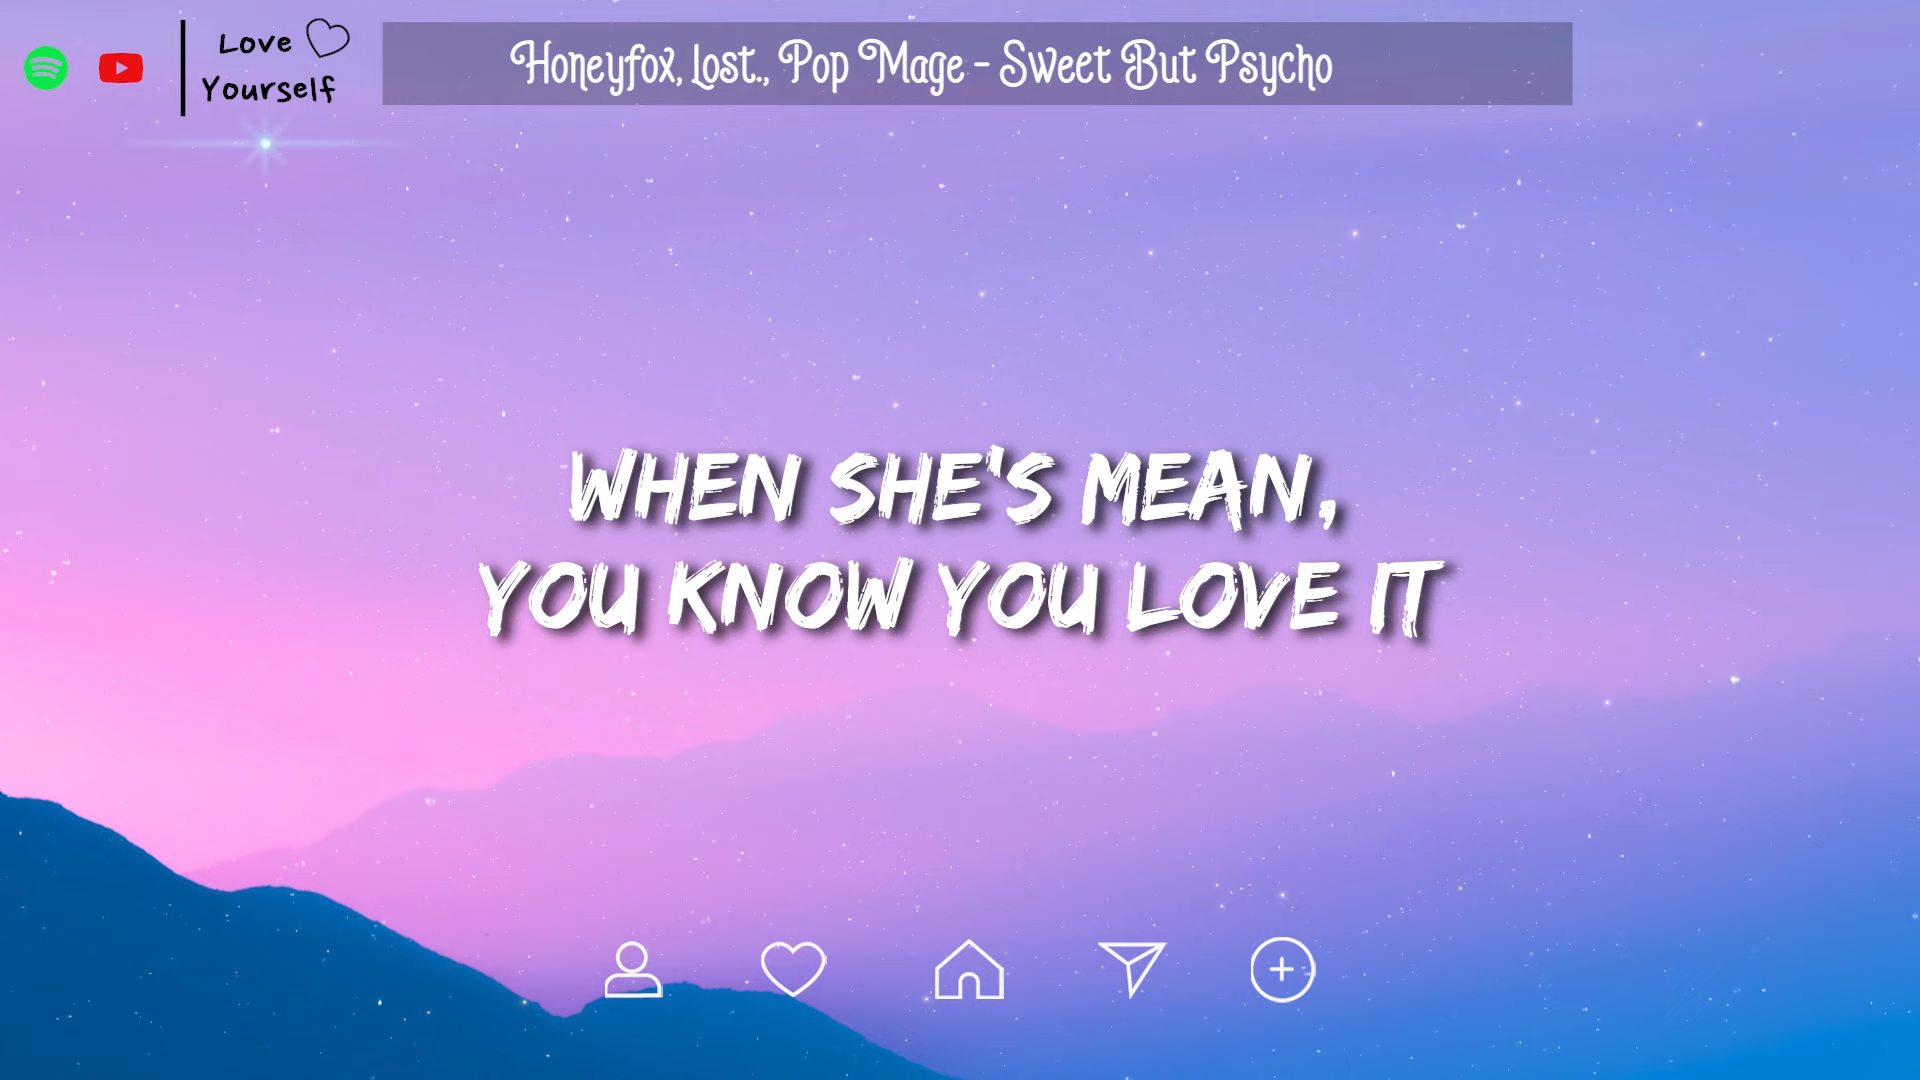 Love
Yourself
Honeyfox, Lost., Pop Mage - Sweet But Psycho
WHEN SHE'S MEAN,
YOU KNOW YOU LOVE IT